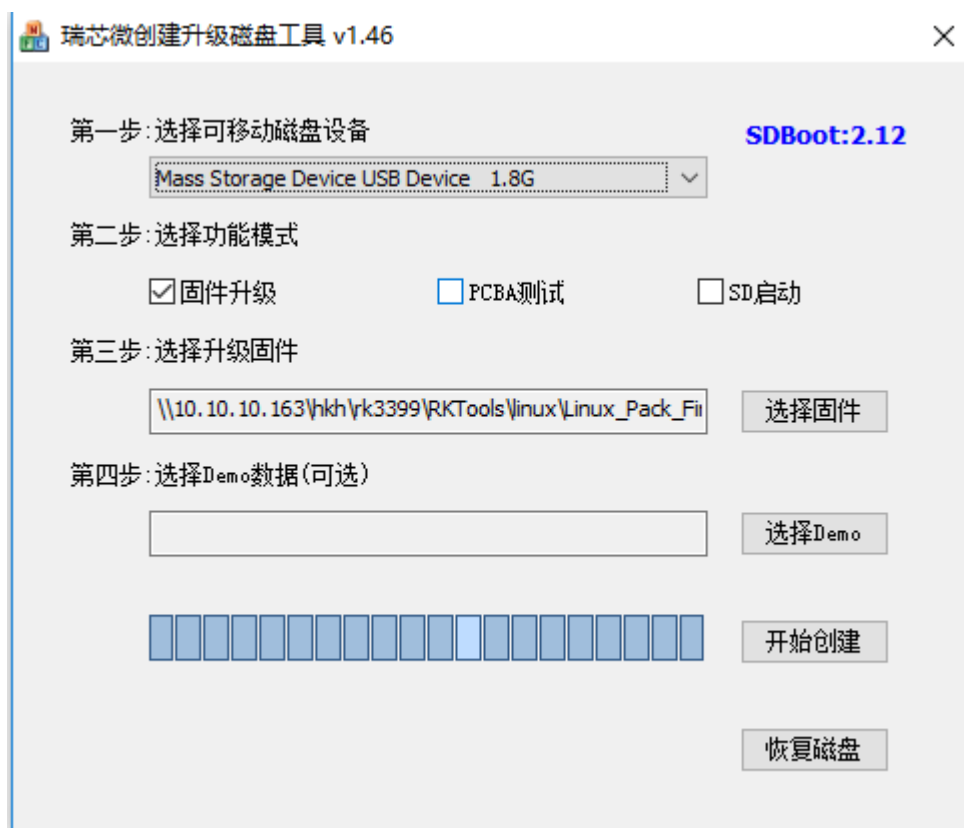 瑞芯微创建升级磁盘工具 v1.46
第一步:选择可移动磁盘设备
SDBoot:2.12
Mass Storage Device USB Device 1.8G
第二步:选择功能模式
固件升级 PCBA测试 SD启动
第三步:选择升级固件
\\10.10.10.163\hkh\rk3399\RKTools\linux\Linux_Pack_Fi
选择固件
第四步:选择Demo数据(可选)
选择Demo
开始创建
恢复磁盘